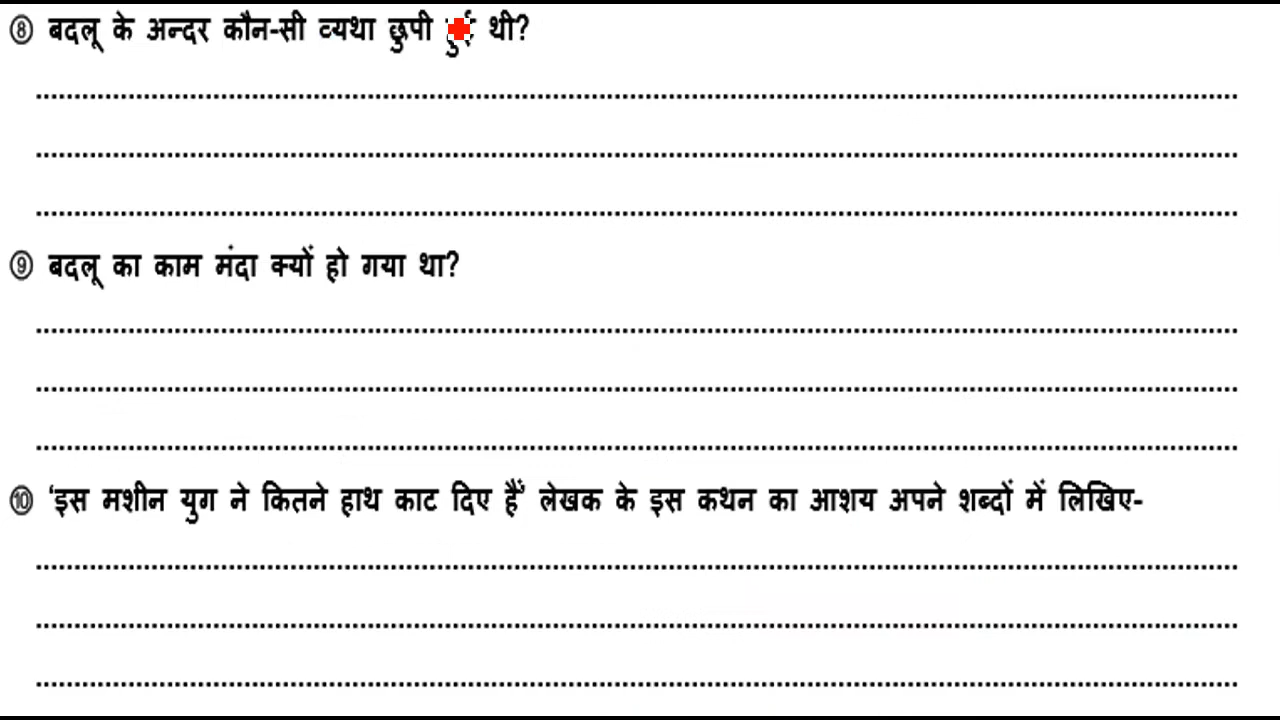 ⑧ बदलू के अन्दर कौन-सी व्यथा छुपी थी?
⑨ बदलू का काम मंदा क्यों हो गया था?
⑩ ‘इस मशीन युग ने कितने हाथ काट दिए हैं’ लेखक के इस कथन का आशय अपने शब्दों में लिखिए-